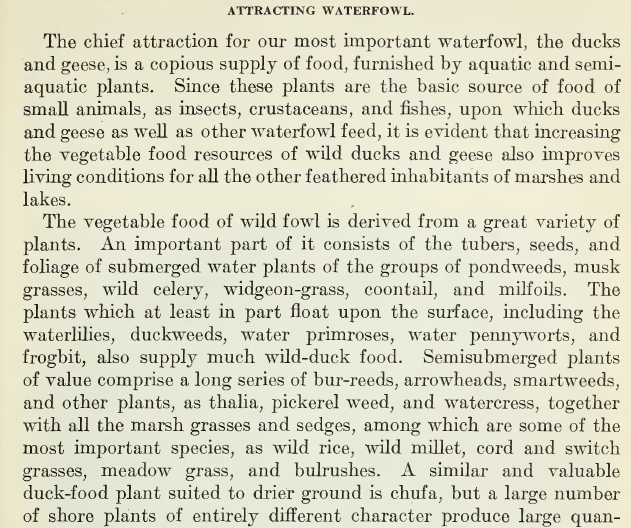 ATTRACTING WATERFOWL.
The chief attraction for our most important waterfowl, the ducks
and geese, is a copious supply of food, furnished by aquatic and semi-
aquatic plants. Since these plants are the basic source of food of
small animals, as insects, crustaceans, and fishes, upon which ducks
and geese as well as other waterfowl feed, it is evident that increasing
the vegetable food resources of wild ducks and geese also improves
living conditions for all the other feathered inhabitants of marshes and
lakes.
The vegetable food of wild fowl is derived from a great variety of
plants. An important part of it consists of the tubers, seeds, and
foliage of submerged water plants of the groups of pondweeds, musk
grasses, wild celery, widgeon-grass, coontail, and milfoils. The
plants which at least in part float upon the surface, including the
waterlilies, duckweeds, water primroses, water pennyworts, and
frogbit, also supply much wild-duck food. Semisubmerged plants
of value comprise a long series of bur-reeds, arrowheads, smartweeds,
and other plants, as thalia, pickerel weed, and watercress, together
with all the marsh grasses and sedges, among which are some of the
most important species, as wild rice, wild millet, cord and switch
grasses, meadow grass, and bulrushes. A similar and valuable
duck-food plant suited to drier ground is chufa, but a large number
of shore plants of entirely different character produce large quan-